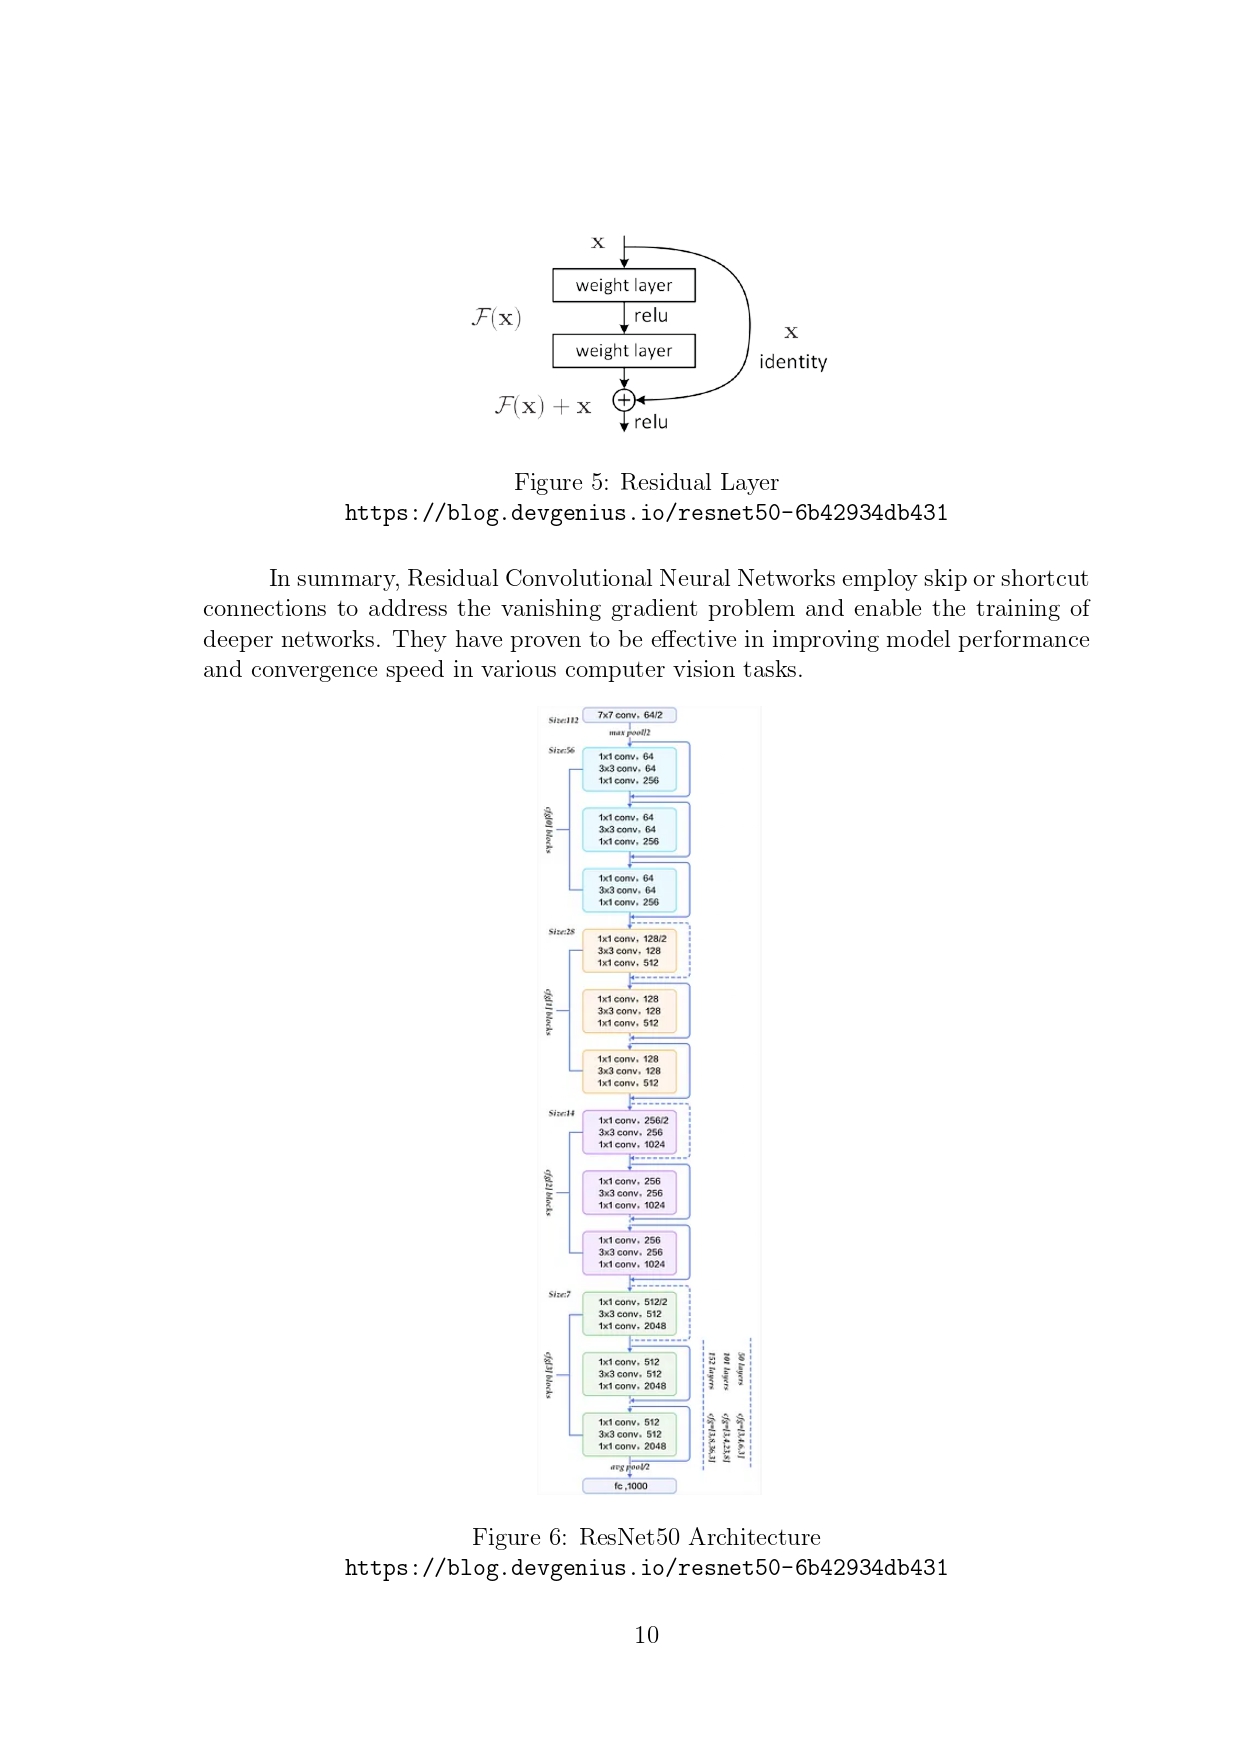 x
weight layer
F(x)
relu
weight layer
x
identity
F(x) + x
relu
Figure 5: Residual Layer
https://blog.devgenius.io/resnet50-6b42934db431
In summary, Residual Convolutional Neural Networks employ skip or shortcut
connections to address the vanishing gradient problem and enable the training of
deeper networks. They have proven to be effective in improving model performance
and convergence speed in various computer vision tasks.
Size:112
7x7 conv, 64/2
max pool/2
Size:56
1x1 conv, 64
3x3 conv, 64
1x1 conv, 256
cfg[0] blocks
1x1 conv, 64
3x3 conv, 64
1x1 conv, 256
1x1 conv, 64
3x3 conv, 64
1x1 conv, 256
Size:28
1x1 conv, 128/2
3x3 conv, 128
1x1 conv, 512
cfg[1] blocks
1x1 conv, 128
3x3 conv, 128
1x1 conv, 512
1x1 conv, 128
3x3 conv, 128
1x1 conv, 512
Size:14
1x1 conv, 256/2
3x3 conv, 256
1x1 conv, 1024
cfg[2] blocks
1x1 conv, 256
3x3 conv, 256
1x1 conv, 1024
1x1 conv, 256
3x3 conv, 256
1x1 conv, 1024
Size:7
1x1 conv, 512/2
3x3 conv, 512
1x1 conv, 2048
cfg[3] blocks
1x1 conv, 512
3x3 conv, 512
1x1 conv, 2048
1x1 conv, 512
3x3 conv, 512
1x1 conv, 2048
50 layers cfg=[3,4,6,3]
101 layers cfg=[3,4,23,8]
152 layers cfg=[3,8,36,3]
avg pool/2
fc ,1000
Figure 6: ResNet50 Architecture
https://blog.devgenius.io/resnet50-6b42934db431
10